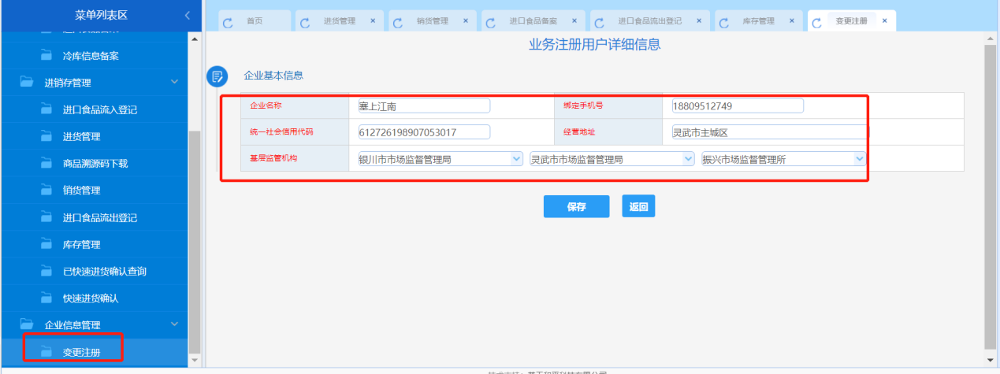 菜单列表区
首页
进货管理
销货管理
进口食品备案
进口食品流出登记
库存管理
变更注册
冷库信息备案
进销存管理
进口食品流入登记
进货管理
商品溯源码下载
销货管理
进口食品流出登记
库存管理
已快速进货确认查询
快速进货确认
企业信息管理
变更注册
业务注册用户详细信息
企业基本信息
企业名称 塞上江南 绑定手机号 18809512749
统一社会信用代码 612726198907053017 经营地址 灵武市主城区
基层监管机构 银川市市场监督管理局 灵武市市场监督管理局 振兴市场监督管理所
保存 返回